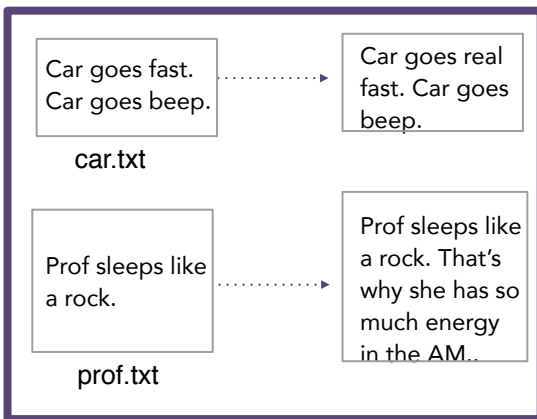 Car goes fast.
Car goes beep.
car.txt
Car goes real
fast. Car goes
beep.
Prof sleeps like
a rock.
prof.txt
Prof sleeps like
a rock. That's
why she has so
much energy
in the AM..